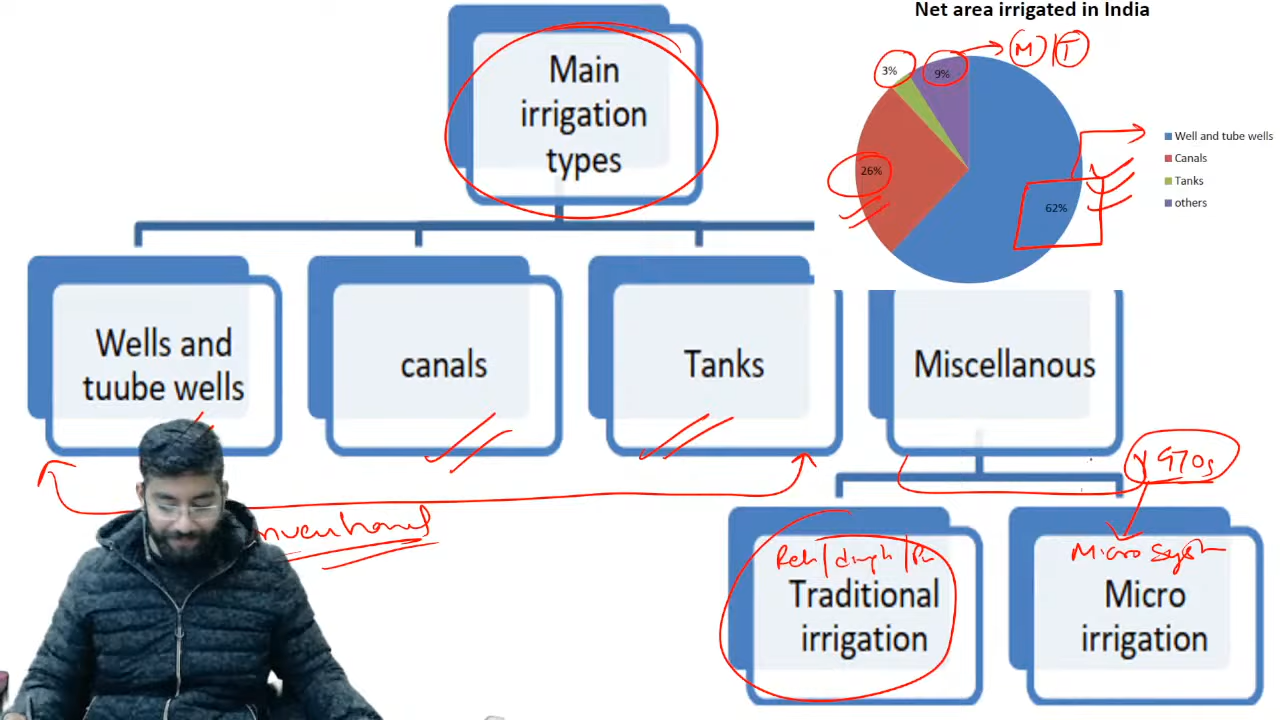 Net area irrigated in India
Main
irrigation
types
3%
9%
M | T
26%
62%
Well and tube wells
Canals
Tanks
others
Wells and
tuube wells
canals
Tanks
Miscellanous
1970s
Traditional
irrigation
Micro
Micro
irrigation